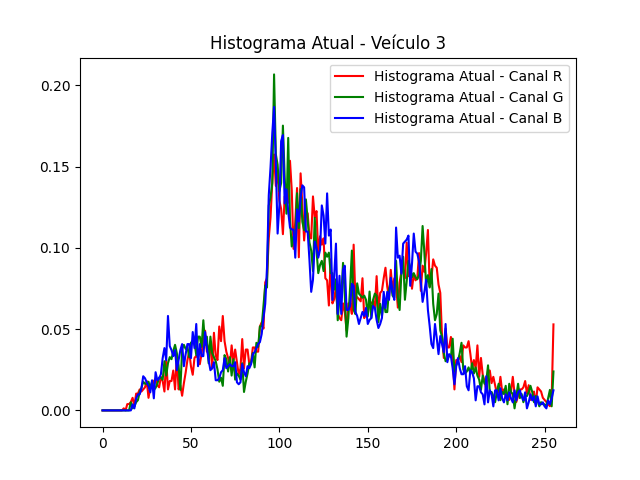 Histograma Atual - Veículo 3
Histograma Atual - Canal R
Histograma Atual - Canal G
Histograma Atual - Canal B
0.20
0.15
0.10
0.05
0.00
0 50 100 150 200 250